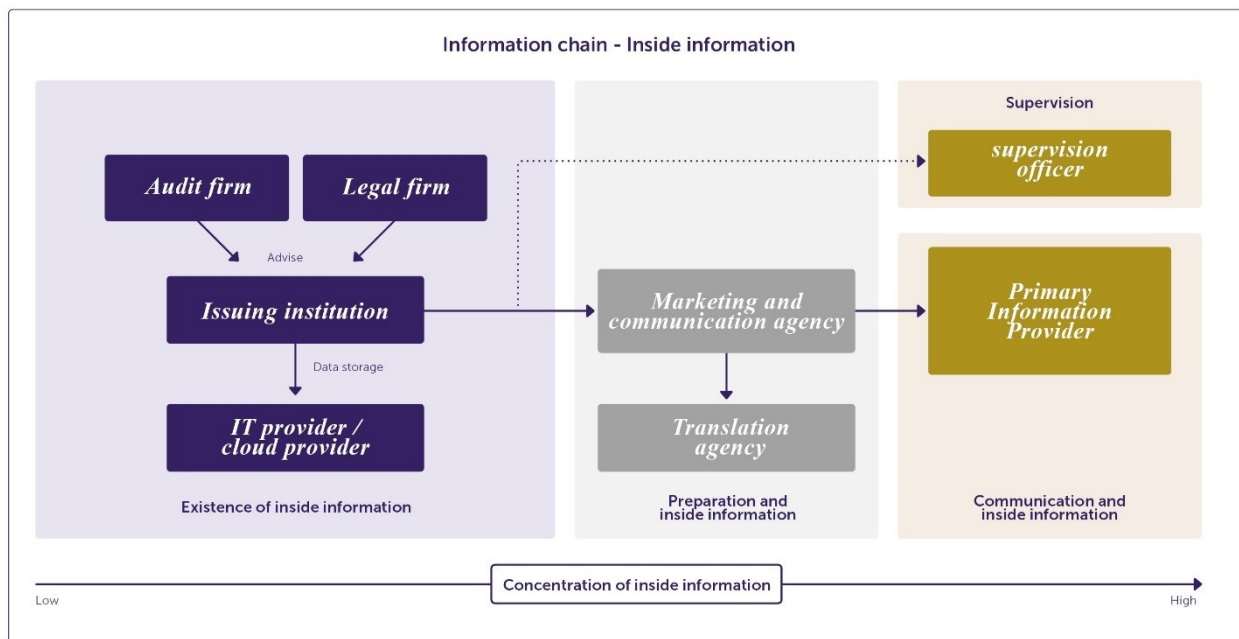 Information chain - Inside information
Supervision
supervision
officer
Audit firm
Legal firm
Advise
Issuing institution
Marketing and
communication agency
Primary
Information
Provider
Data storage
IT provider /
cloud provider
Translation
agency
Existence of inside information
Preparation and
inside information
Communication and
inside information
Concentration of inside information
Low
High